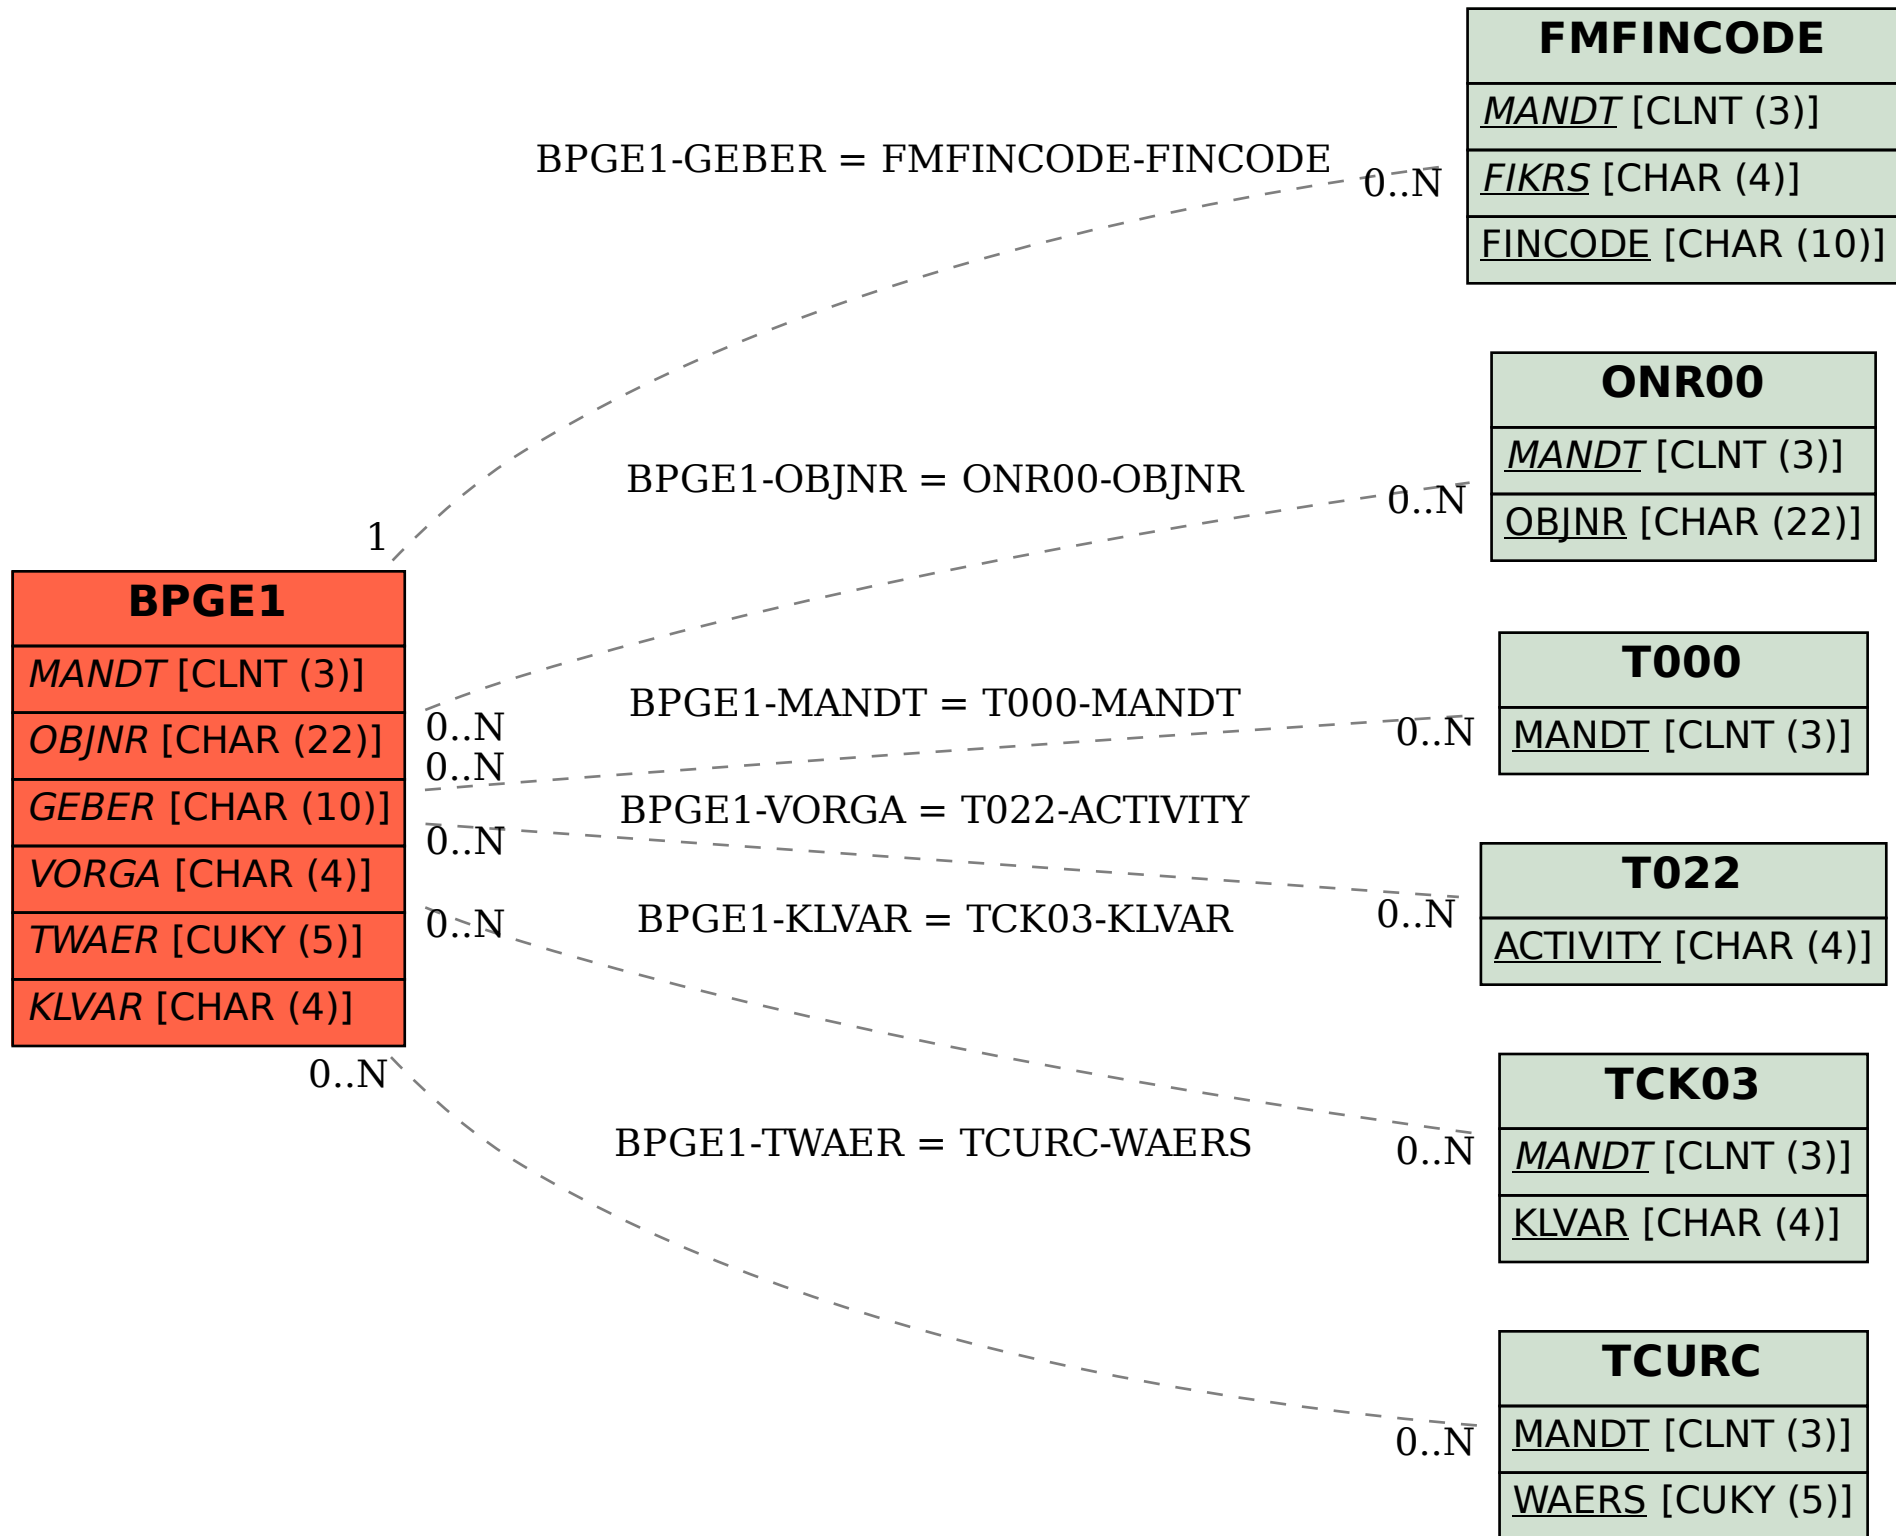 FMFINCODE
MANDT [CLNT (3)]
FIKRS [CHAR (4)]
FINCODE [CHAR (10)]
BPGE1-GEBER = FMFINCODE-FINCODE
0..N
1
ONR00
MANDT [CLNT (3)]
OBJNR [CHAR (22)]
BPGE1-OBJNR = ONR00-OBJNR
0..N
0..N
BPGE1
MANDT [CLNT (3)]
OBJNR [CHAR (22)]
GEBER [CHAR (10)]
VORGA [CHAR (4)]
TWAER [CUKY (5)]
KLVAR [CHAR (4)]
T000
MANDT [CLNT (3)]
BPGE1-MANDT = T000-MANDT
0..N
0..N
BPGE1-VORGA = T022-ACTIVITY
0..N
0..N
T022
ACTIVITY [CHAR (4)]
BPGE1-KLVAR = TCK03-KLVAR
0..N
0..N
TCK03
MANDT [CLNT (3)]
KLVAR [CHAR (4)]
BPGE1-TWAER = TCURC-WAERS
0..N
0..N
TCURC
MANDT [CLNT (3)]
WAERS [CUKY (5)]